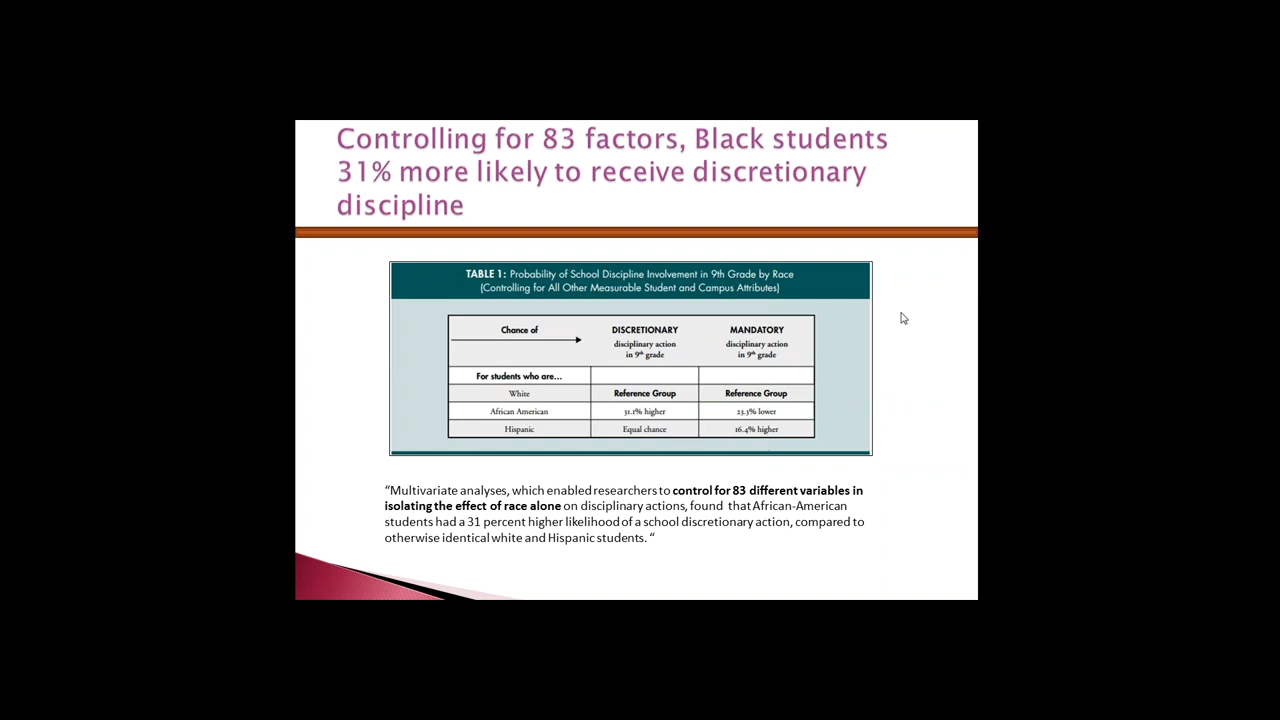 Controlling for 83 factors, Black students
31% more likely to receive discretionary
discipline
TABLE 1: Probability of School Discipline Involvement in 9th Grade by Race
(Controlling for All Other Measurable Student and Campus Attributes)
Chance of DISCRETIONARY MANDATORY
disciplinary action disciplinary action
in 9th grade in 9th grade
For students who are...
White Reference Group Reference Group
African American 31.1% higher 23.3% lower
Hispanic Equal chance 16.4% higher
“Multivariate analyses, which enabled researchers to control for 83 different variables in
isolating the effect of race alone on disciplinary actions, found that African-American
students had a 31 percent higher likelihood of a school discretionary action, compared to
otherwise identical white and Hispanic students. “